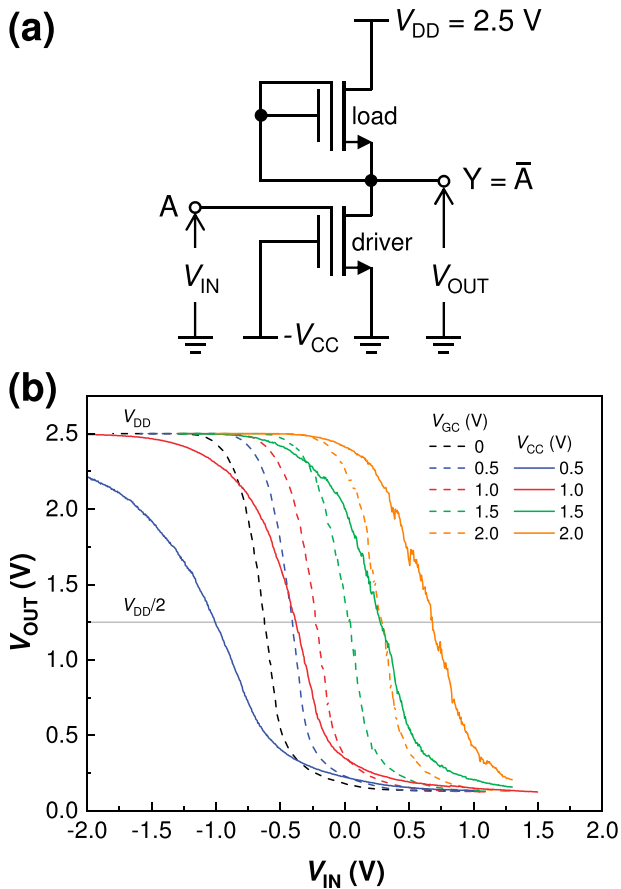 (a)
V_DD = 2.5 V
load
Y = A̅
A
driver
V_IN
V_OUT
-V_CC
(b)
V_DD
V_GC (V)
V_CC (V)
0
0.5 0.5
1.0 1.0
1.5 1.5
2.0 2.0
V_DD/2
2.5
2.0
1.5
1.0
0.5
0.0
V_OUT (V)
-2.0 -1.5 -1.0 -0.5 0.0 0.5 1.0 1.5 2.0
V_IN (V)